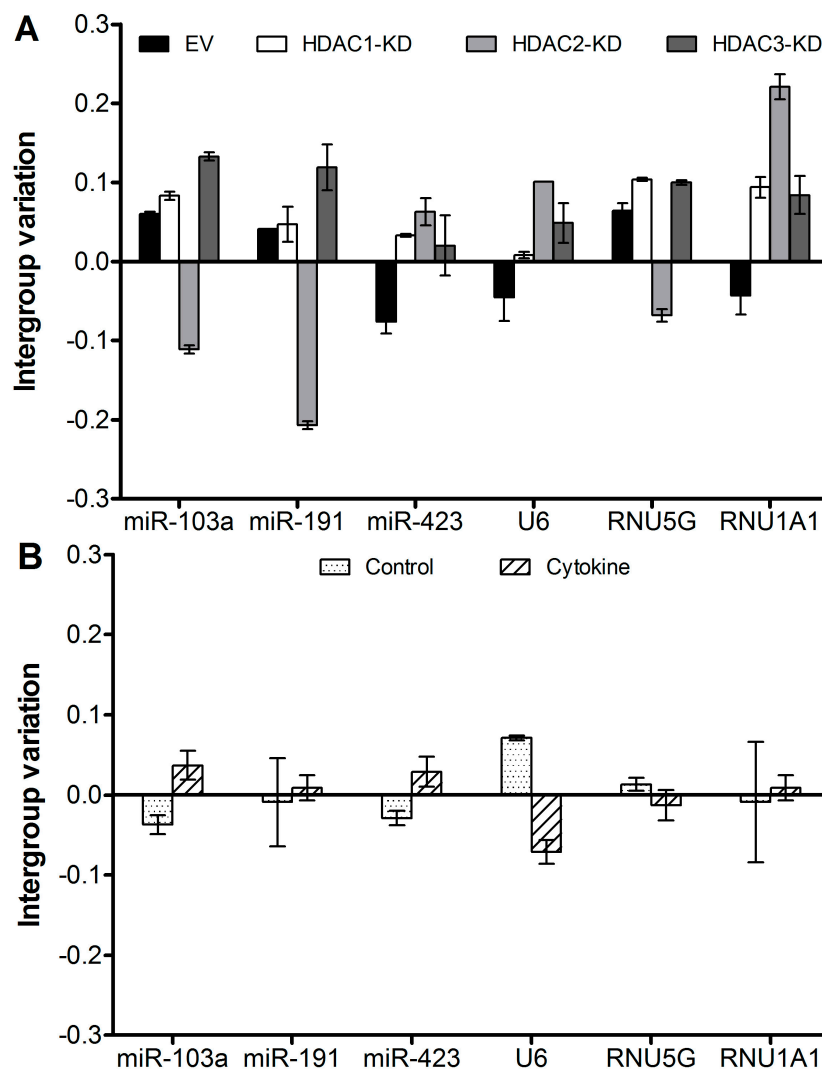 A
EV HDAC1-KD HDAC2-KD HDAC3-KD
Intergroup variation
0.3
0.2
0.1
0.0
-0.1
-0.2
-0.3
miR-103a miR-191 miR-423 U6 RNU5G RNU1A1
B
Control Cytokine
Intergroup variation
0.3
0.2
0.1
0.0
-0.1
-0.2
-0.3
miR-103a miR-191 miR-423 U6 RNU5G RNU1A1